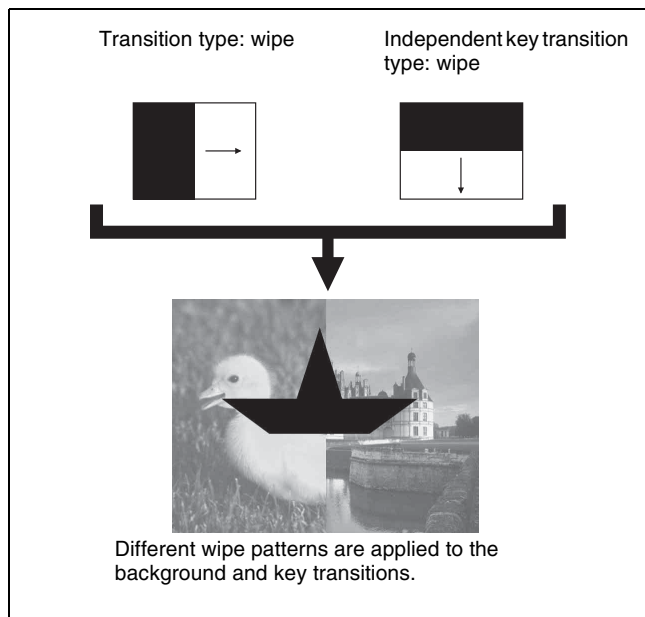 Transition type: wipe
Independent key transition
type: wipe
Different wipe patterns are applied to the
background and key transitions.